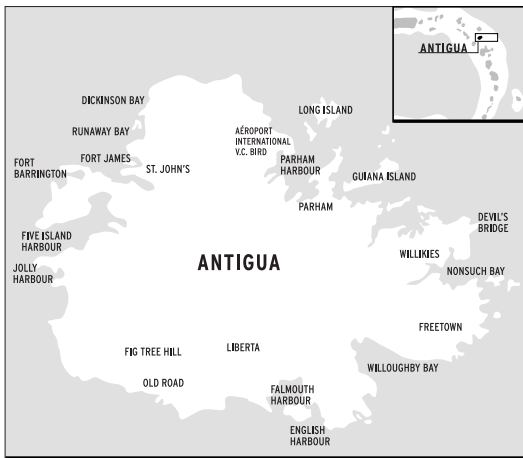 ANTIGUA
DICKINSON BAY
LONG ISLAND
RUNAWAY BAY
AÉROPORT
INTERNATIONAL
V.C. BIRD
FORT JAMES
PARHAM
HARBOUR
FORT
BARRINGTON
ST. JOHN'S
GUIANA ISLAND
PARHAM
DEVIL'S
BRIDGE
FIVE ISLAND
HARBOUR
WILLIKIES
ANTIGUA
JOLLY
HARBOUR
NONSUCH BAY
FREETOWN
FIG TREE HILL
LIBERTA
WILLOUGHBY BAY
OLD ROAD
FALMOUTH
HARBOUR
ENGLISH
HARBOUR